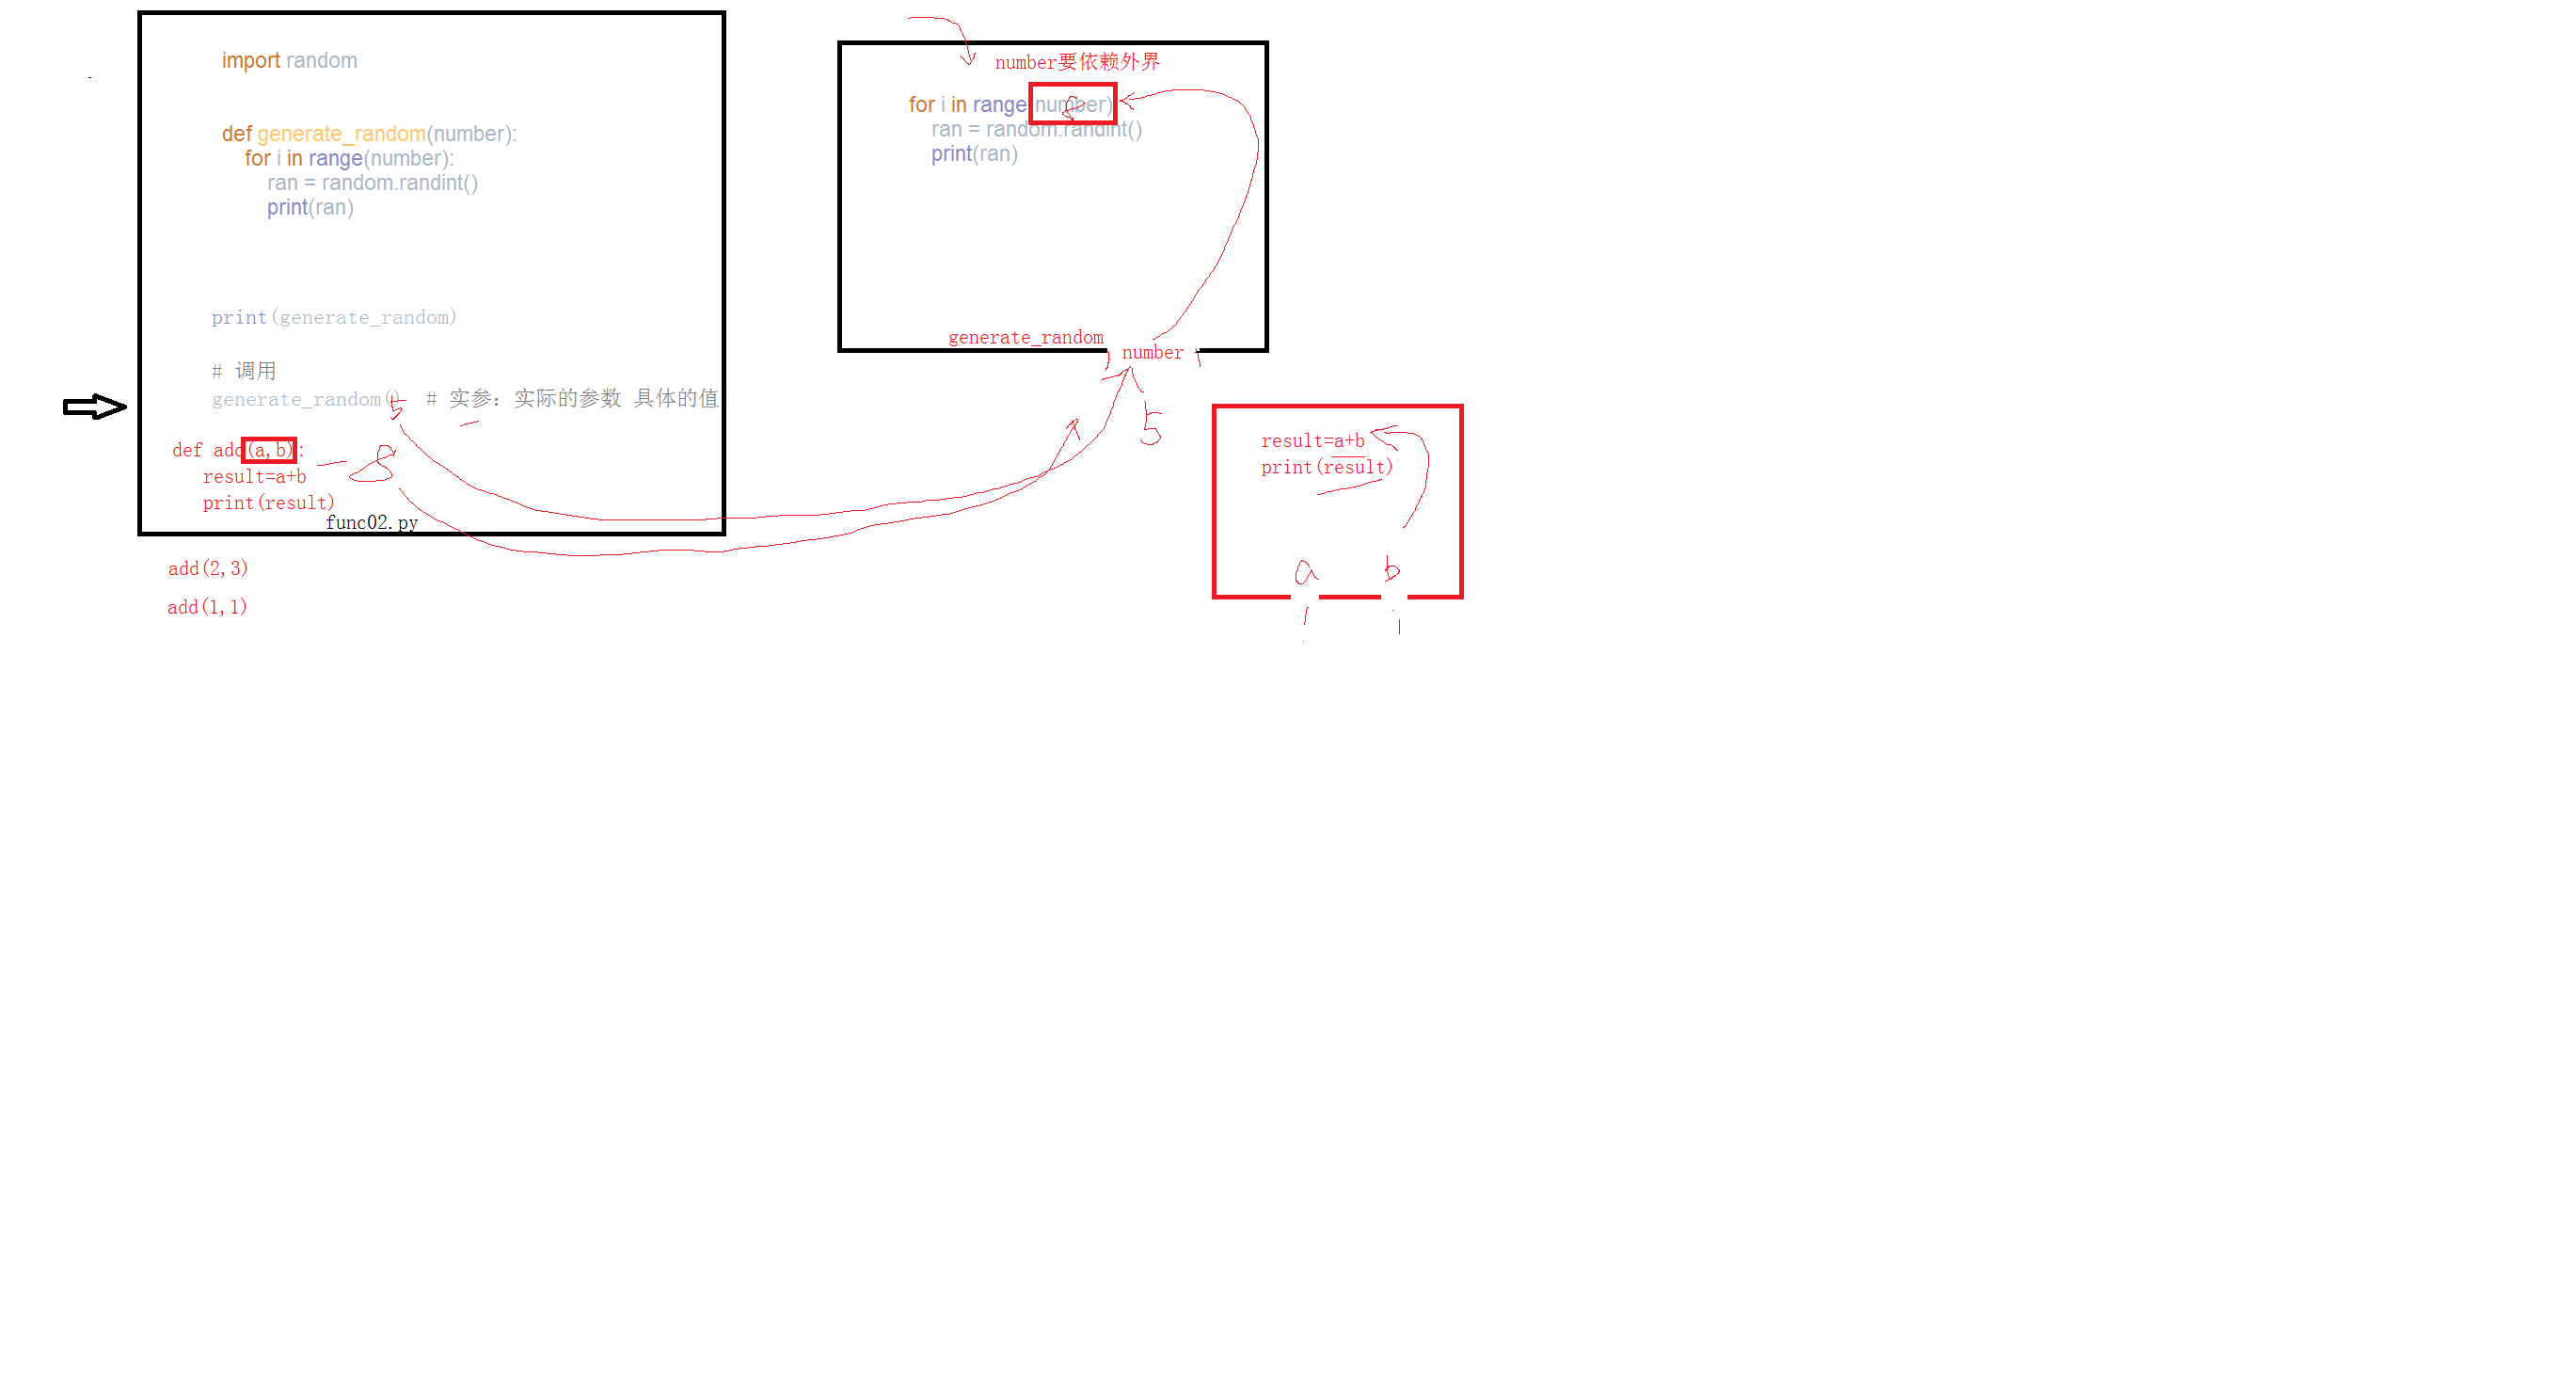 import random
def generate_random(number):
for i in range(number):
ran = random.randint()
print(ran)
print(generate_random)
# 调用
generate_random() # 实参：实际的参数 具体的值
def add(a,b):
result=a+b
print(result)
func02.py
add(2,3)
add(1,1)
number要依赖外界
for i in range(number)
ran = random.randint()
print(ran)
generate_random
number
5
result=a+b
print(result)
a b